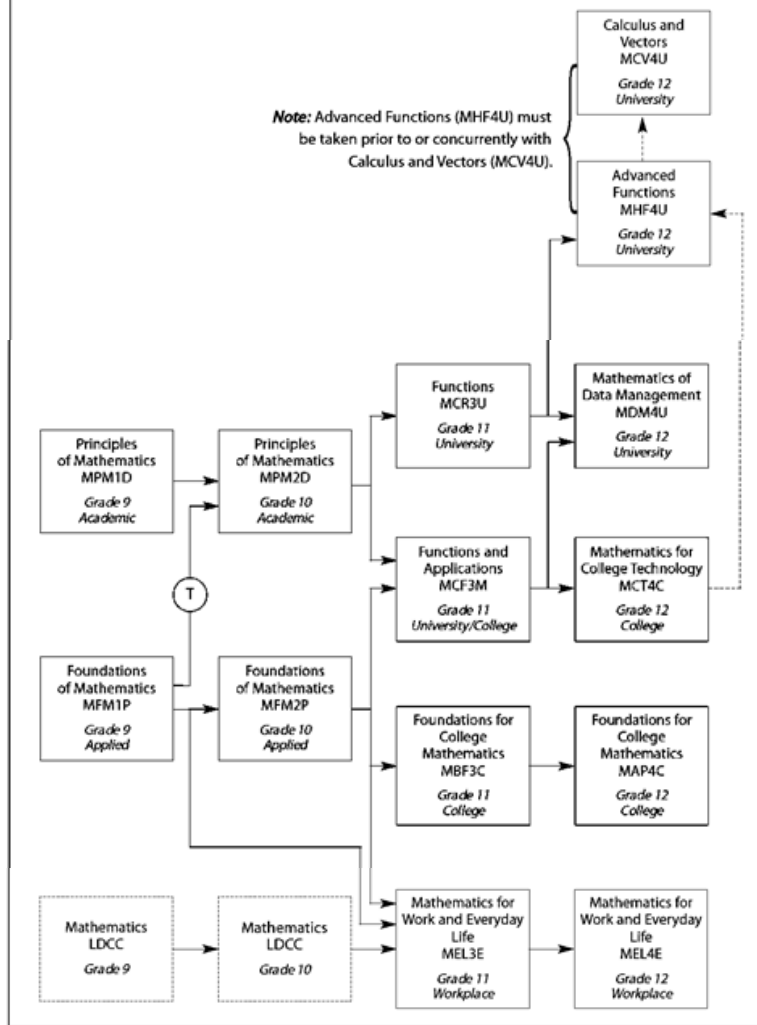 Calculus and
Vectors
MCV4U
Grade 12
University
Note: Advanced Functions (MHF4U) must
be taken prior to or concurrently with
Calculus and Vectors (MCV4U).
Advanced
Functions
MHF4U
Grade 12
University
Functions
MCR3U
Grade 11
University
Mathematics of
Data Management
MDM4U
Grade 12
University
Principles
of Mathematics
MPM1D
Grade 9
Academic
Principles
of Mathematics
MPM2D
Grade 10
Academic
Functions and
Applications
MCF3M
Grade 11
University/College
Mathematics for
College Technology
MCT4C
Grade 12
College
T
Foundations
of Mathematics
MFM1P
Grade 9
Applied
Foundations
of Mathematics
MFM2P
Grade 10
Applied
Foundations for
College
Mathematics
MBF3C
Grade 11
College
Foundations for
College
Mathematics
MAP4C
Grade 12
College
Mathematics
LDCC
Grade 9
Mathematics
LDCC
Grade 10
Mathematics for
Work and Everyday
Life
MEL3E
Grade 11
Workplace
Mathematics for
Work and Everyday
Life
MEL4E
Grade 12
Workplace